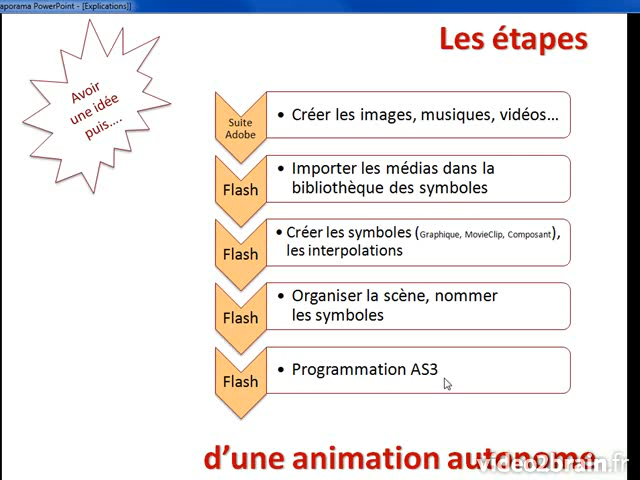 aporama PowerPoint - [Explications]]
Les étapes
Avoir
une idée
puis....
Suite
Adobe
• Créer les images, musiques, vidéos...
Flash
• Importer les médias dans la
bibliothèque des symboles
Flash
• Créer les symboles (Graphique, MovieClip, Composant),
les interpolations
Flash
• Organiser la scène, nommer
les symboles
Flash
• Programmation AS3
d’une animation autonome
video2brain.fr